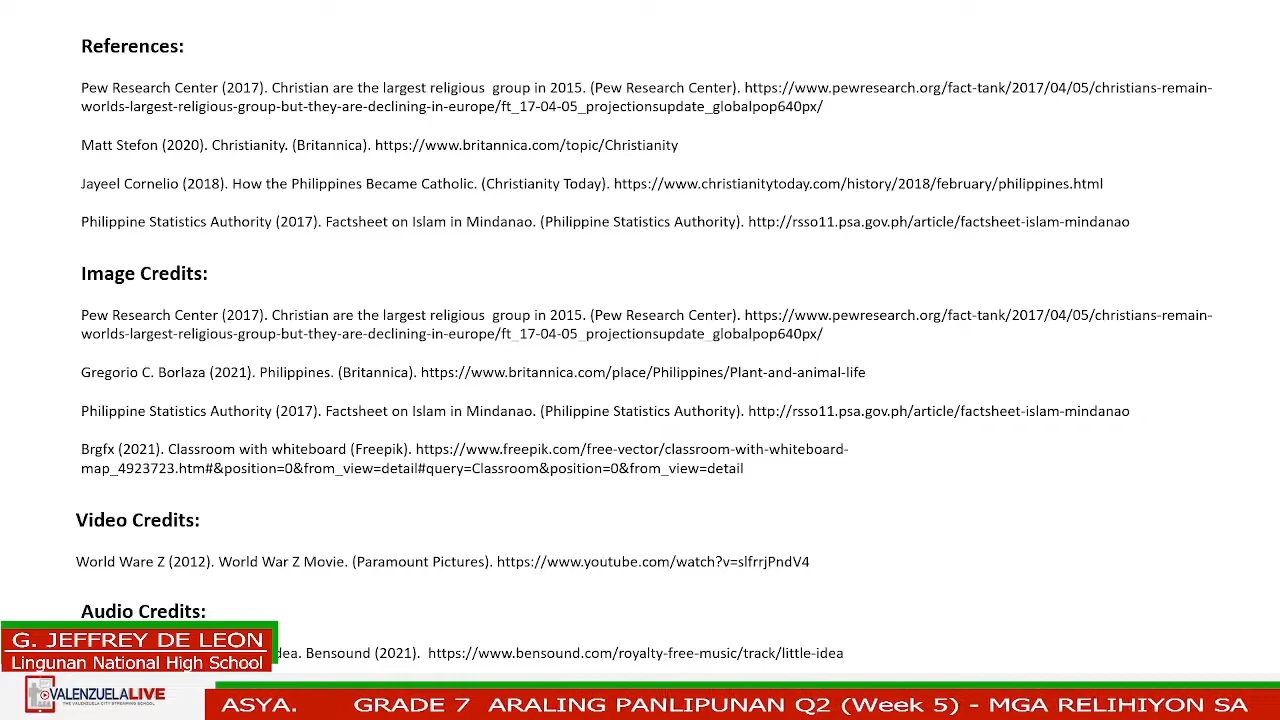 References:
Pew Research Center (2017). Christian are the largest religious group in 2015. (Pew Research Center). https://www.pewresearch.org/fact-tank/2017/04/05/christians-remain-
worlds-largest-religious-group-but-they-are-declining-in-europe/ft_17-04-05_projectionsupdate_globalpop640px/
Matt Stefon (2020). Christianity. (Britannica). https://www.britannica.com/topic/Christianity
Jayeel Cornelio (2018). How the Philippines Became Catholic. (Christianity Today). https://www.christianitytoday.com/history/2018/february/philippines.html
Philippine Statistics Authority (2017). Factsheet on Islam in Mindanao. (Philippine Statistics Authority). http://rsso11.psa.gov.ph/article/factsheet-islam-mindanao
Image Credits:
Pew Research Center (2017). Christian are the largest religious group in 2015. (Pew Research Center). https://www.pewresearch.org/fact-tank/2017/04/05/christians-remain-
worlds-largest-religious-group-but-they-are-declining-in-europe/ft_17-04-05_projectionsupdate_globalpop640px/
Gregorio C. Borlaza (2021). Philippines. (Britannica). https://www.britannica.com/place/Philippines/Plant-and-animal-life
Philippine Statistics Authority (2017). Factsheet on Islam in Mindanao. (Philippine Statistics Authority). http://rsso11.psa.gov.ph/article/factsheet-islam-mindanao
Brgfx (2021). Classroom with whiteboard (Freepik). https://www.freepik.com/free-vector/classroom-with-whiteboard-
map_4923723.htm#&position=0&from_view=detail#query=Classroom&position=0&from_view=detail
Video Credits:
World Ware Z (2012). World War Z Movie. (Paramount Pictures). https://www.youtube.com/watch?v=slfrrjPndV4
Audio Credits:
G. JEFFREY DE LEON
Lingunan National High School
dea. Bensound (2021). https://www.bensound.com/royalty-free-music/track/little-idea
VALENZUELALIVE
THE VALENZUELA CITY STREAMING SCHOOL
ASYA. GRADE 7 ARALING PANLIPUNAN Q2 (Week 5) - MGA RELIHIYON SA